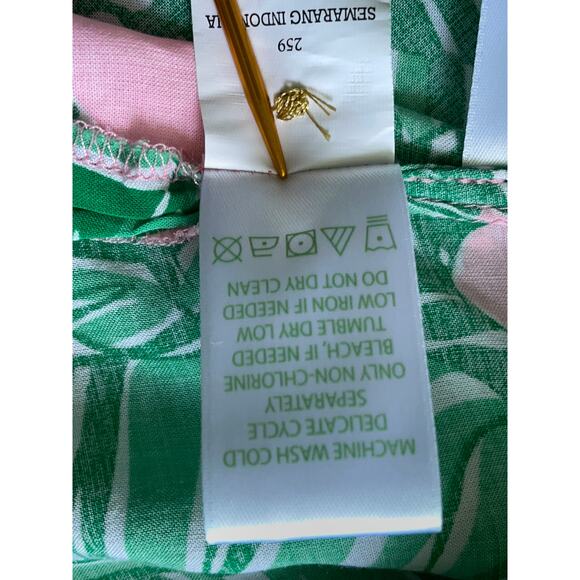 MACHINE WASH COLD
DELICATE CYCLE
SEPARATELY
ONLY NON-CHLORINE
BLEACH, IF NEEDED
TUMBLE DRY LOW
LOW IRON IF NEEDED
DO NOT DRY CLEAN
259
SEMARANG